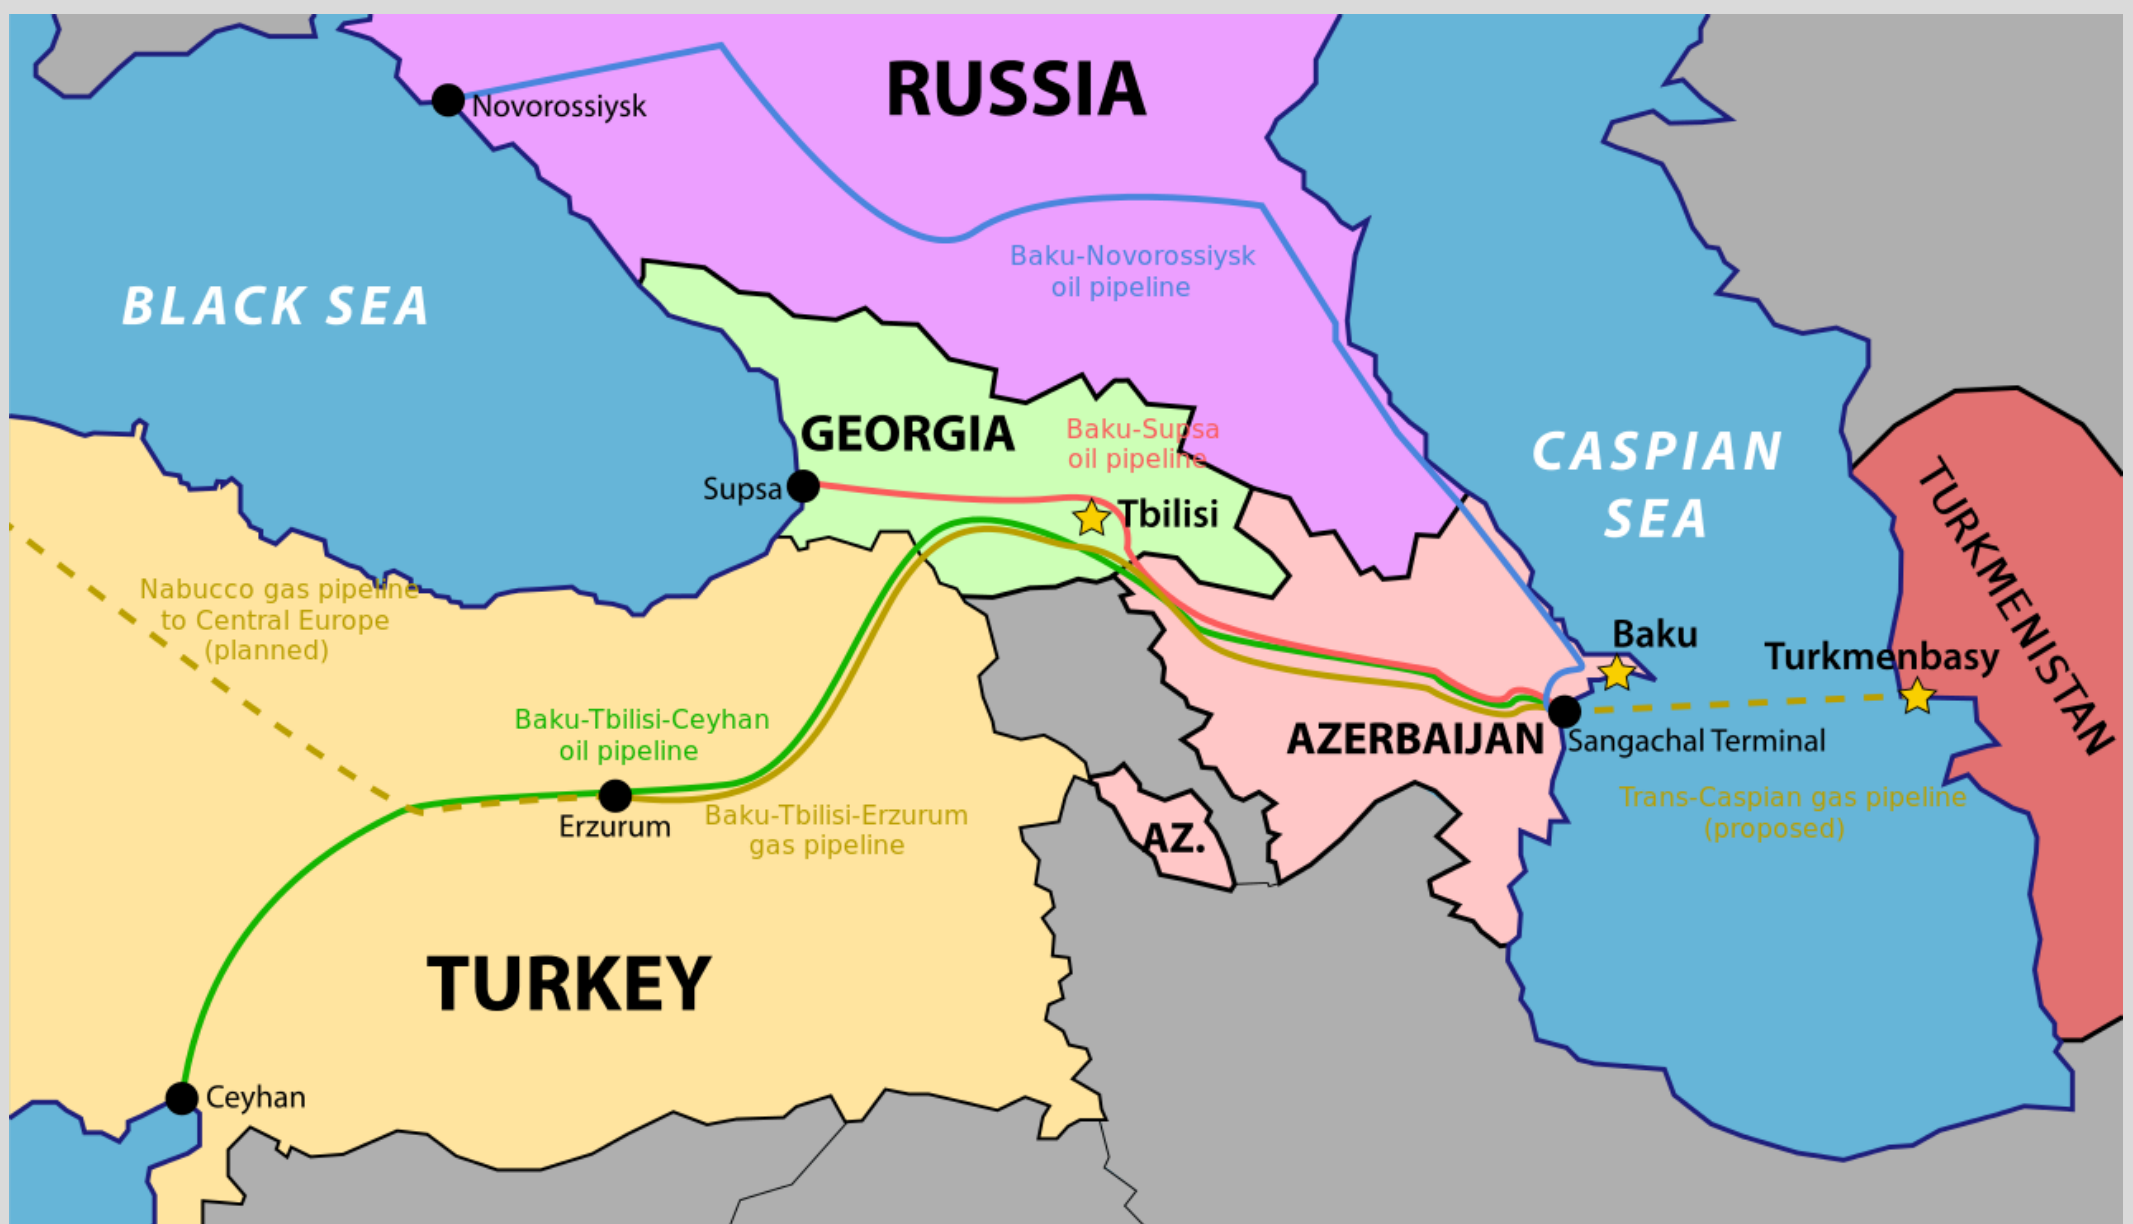 RUSSIA
Novorossiysk
Baku-Novorossiysk
oil pipeline
BLACK SEA
GEORGIA
Baku-Supsa
oil pipeline
CASPIAN
SEA
Supsa
Tbilisi
TURKMENISTAN
Nabucco gas pipeline
to Central Europe
(planned)
Baku
Turkmenbasy
Baku-Tbilisi-Ceyhan
oil pipeline
AZERBAIJAN
Sangachal Terminal
Trans-Caspian gas pipeline
(proposed)
Erzurum
Baku-Tbilisi-Erzurum
gas pipeline
AZ.
TURKEY
Ceyhan